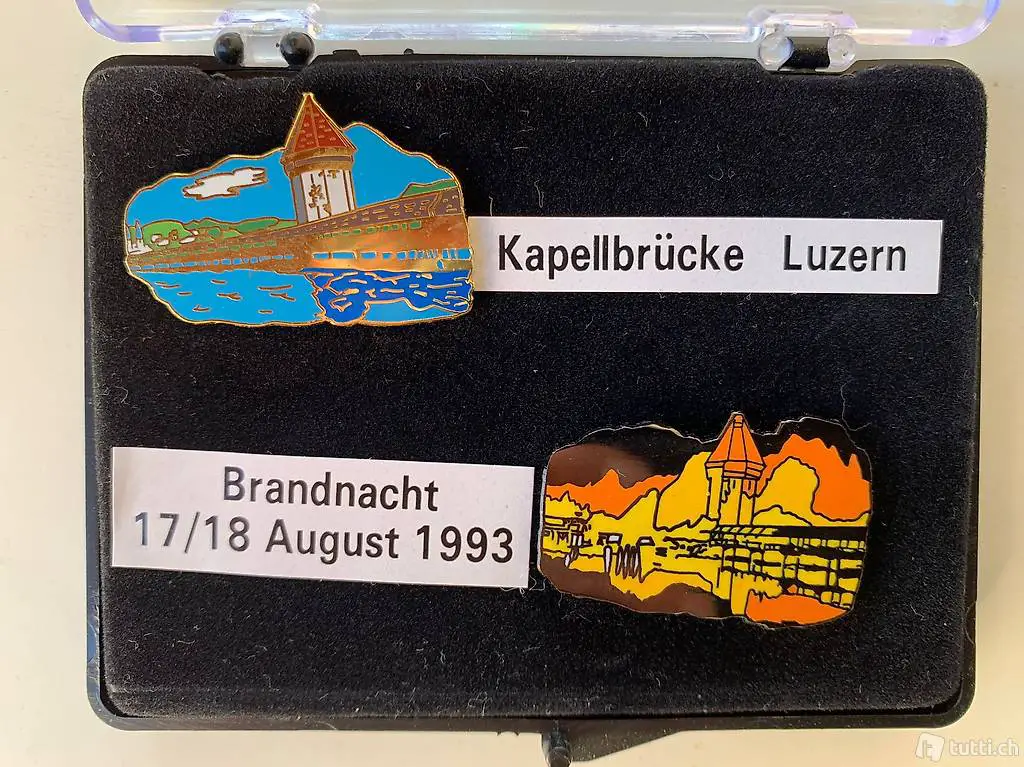 Kapellbrücke Luzern
Brandnacht
17/18 August 1993
tutti.ch